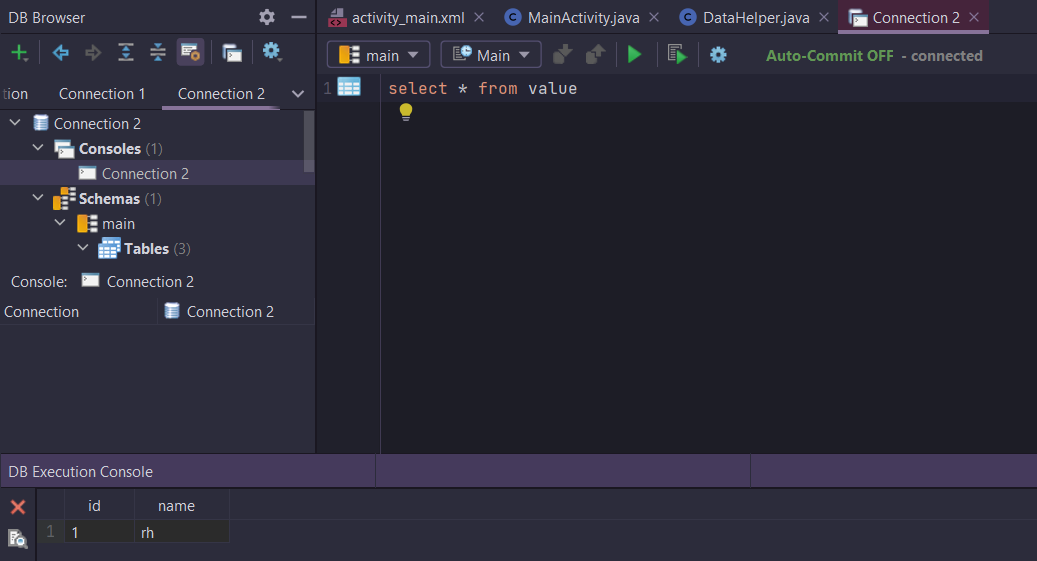 DB Browser
activity_main.xml
MainActivity.java
DataHelper.java
Connection 2
main
Main
Auto-Commit OFF - connected
tion
Connection 1
Connection 2
1
select * from value
Connection 2
Consoles (1)
Connection 2
Schemas (1)
main
Tables (3)
Console:
Connection 2
Connection
Connection 2
DB Execution Console
id name
1 1 rh